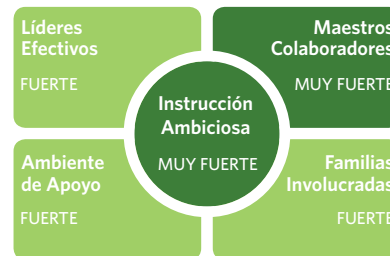 Líderes
Efectivos
FUERTE
Maestros
Colaboradores
MUY FUERTE
Instrucción
Ambiciosa
MUY FUERTE
Ambiente
de Apoyo
FUERTE
Familias
Involucradas
FUERTE